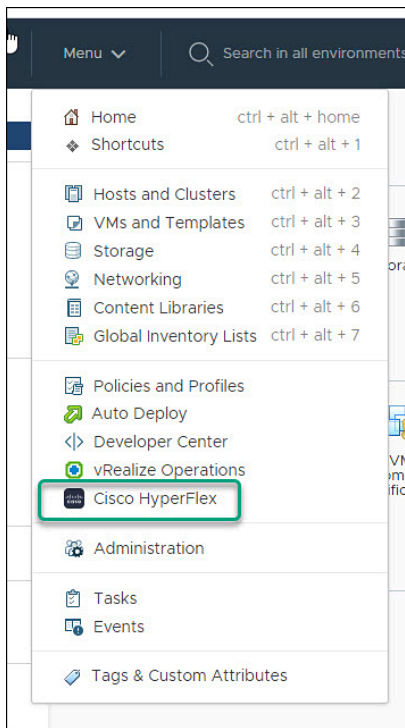 Menu
Search in all environments
Home ctrl + alt + home
Shortcuts ctrl + alt + 1
Hosts and Clusters ctrl + alt + 2
VMs and Templates ctrl + alt + 3
Storage ctrl + alt + 4
Networking ctrl + alt + 5
Content Libraries ctrl + alt + 6
Global Inventory Lists ctrl + alt + 7
Policies and Profiles
Auto Deploy
Developer Center
vRealize Operations
Cisco HyperFlex
Administration
Tasks
Events
Tags & Custom Attributes